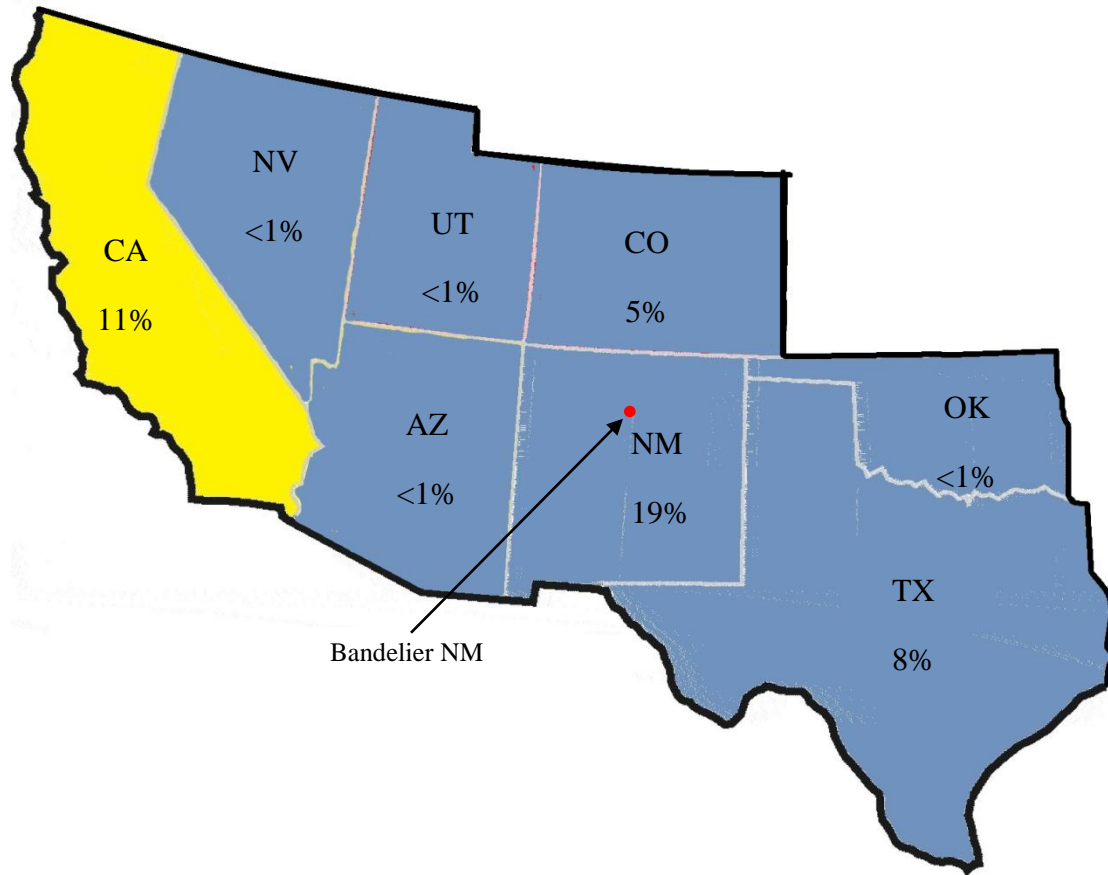 NV
<1%
UT
<1%
CO
5%
CA
11%
AZ
<1%
NM
19%
OK
<1%
TX
8%
Bandelier NM